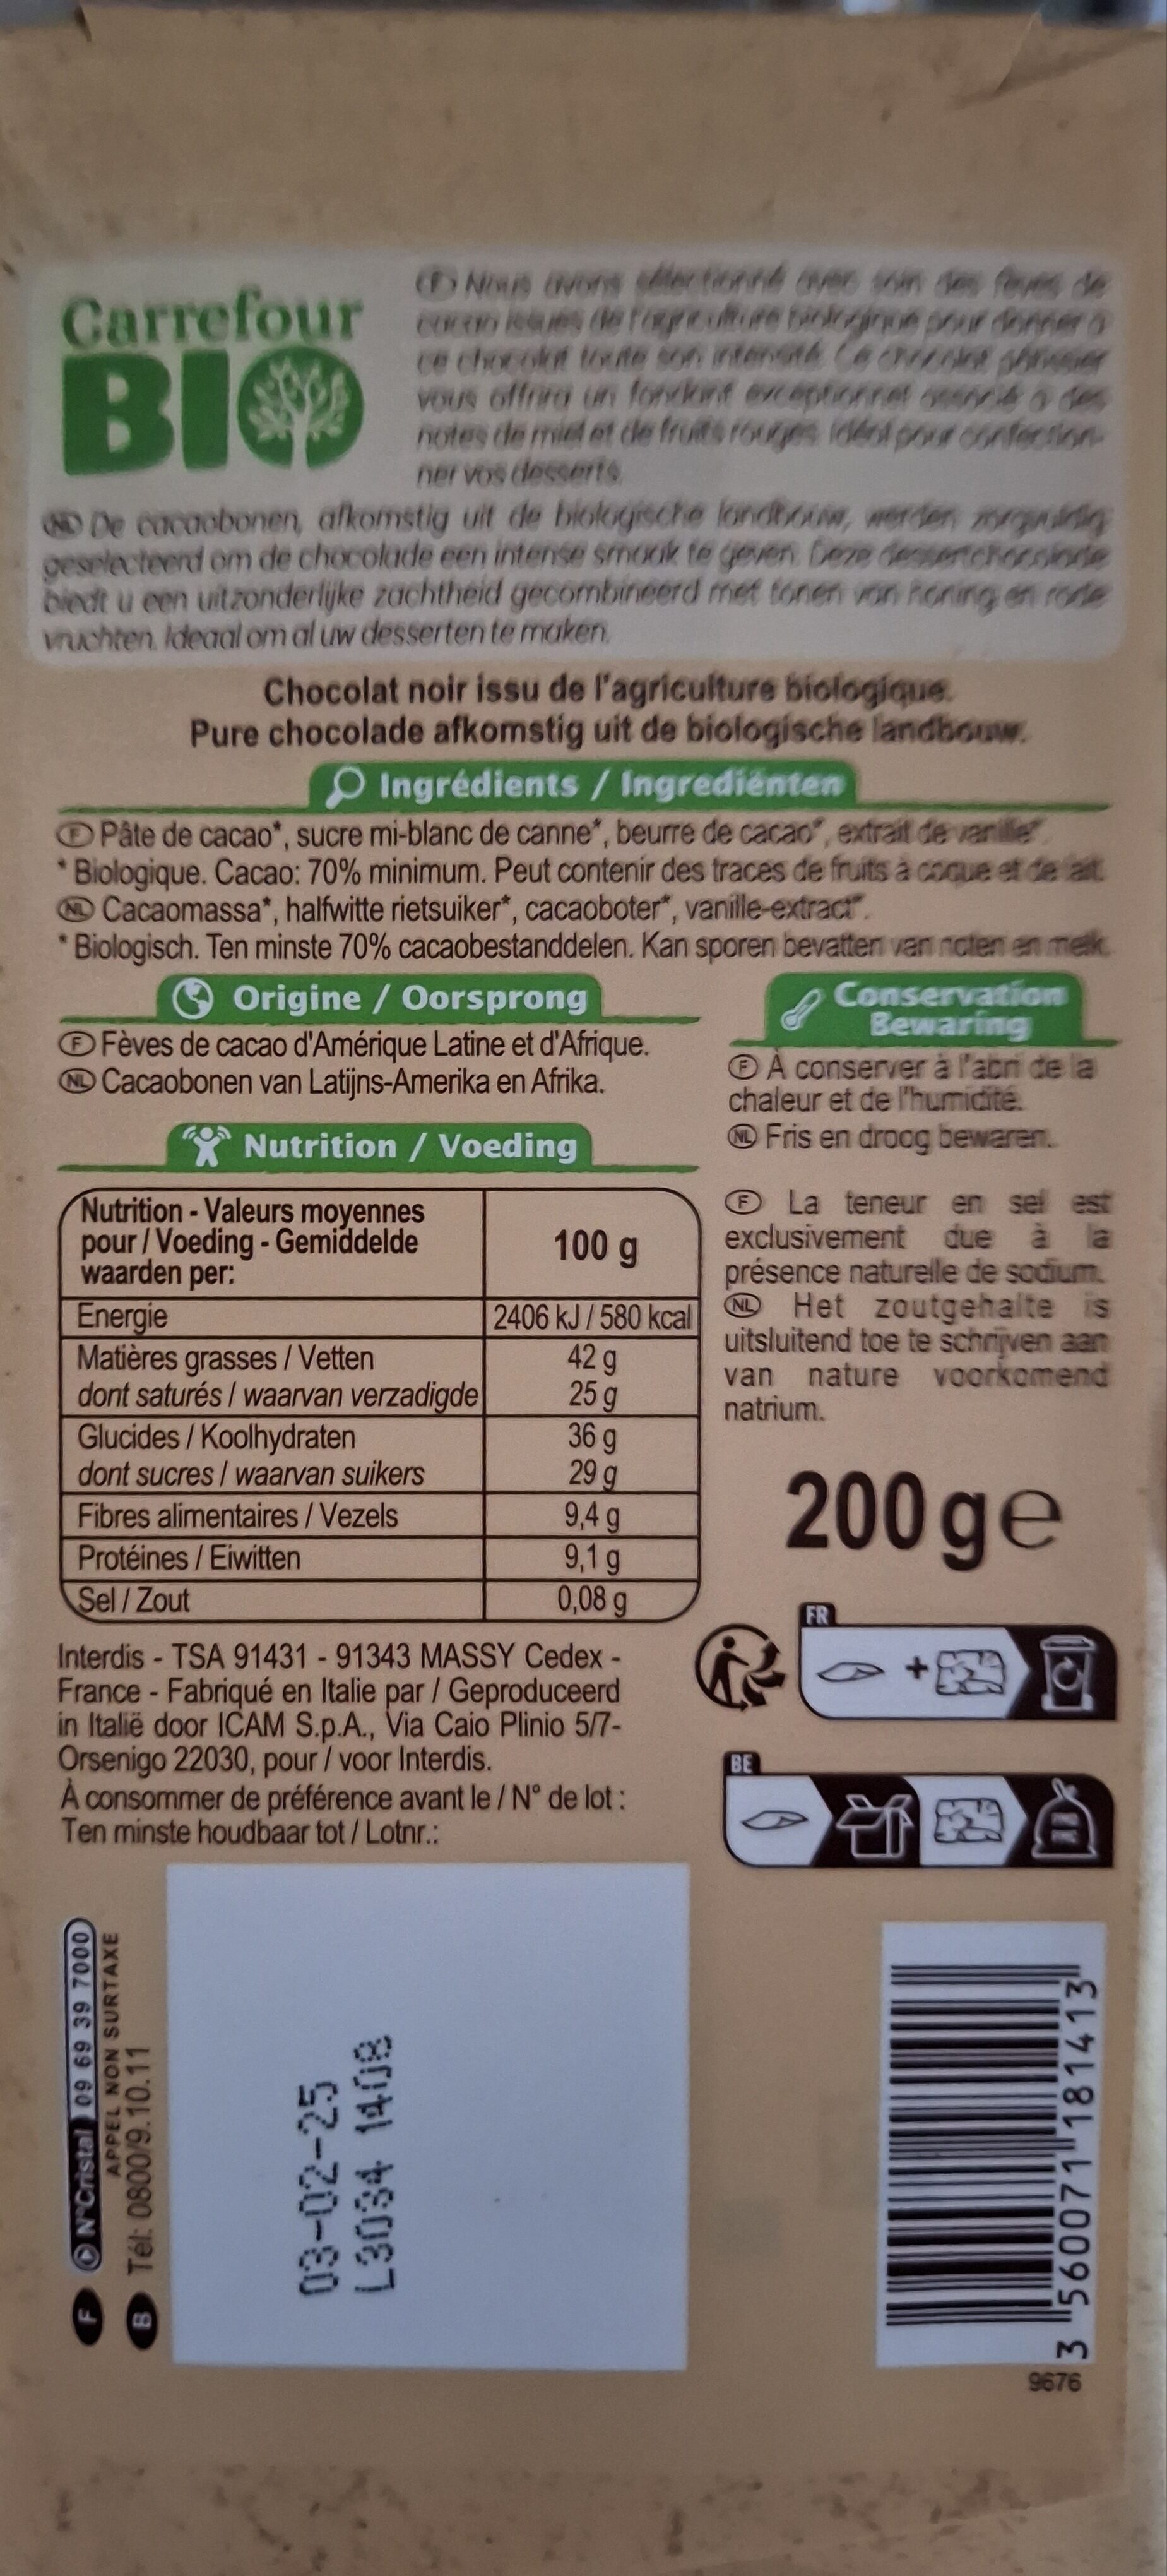 Carrefour
BIO
F Nous avons sélectionné avec soin des fèves de
cacao issues de l'agriculture biologique pour donner à
ce chocolat toute son intensité. Ce chocolat pâtissier
vous offrira un fondant exceptionnel associé à des
notes de miel et de fruits rouges. Idéal pour confection-
ner vos desserts.
NL De cacaobonen, afkomstig uit de biologische landbouw, werden zorgvuldig
geselecteerd om de chocolade een intense smaak te geven. Deze dessertchocolade
biedt u een uitzonderlijke zachtheid gecombineerd met tonen van honing en rode
vruchten. Ideaal om al uw desserten te maken.
Chocolat noir issu de l'agriculture biologique.
Pure chocolade afkomstig uit de biologische landbouw.
Ingrédients / Ingrediënten
F Pâte de cacao*, sucre mi-blanc de canne*, beurre de cacao*, extrait de vanille*.
* Biologique. Cacao: 70% minimum. Peut contenir des traces de fruits à coque et de lait.
NL Cacaomassa*, halfwitte rietsuiker*, cacaoboter*, vanille-extract*.
* Biologisch. Ten minste 70% cacaobestanddelen. Kan sporen bevatten van noten en melk.
Origine / Oorsprong
F Fèves de cacao d'Amérique Latine et d'Afrique.
NL Cacaobonen van Latijns-Amerika en Afrika.
Conservation
Bewaring
F À conserver à l'abri de la
chaleur et de l'humidité.
NL Fris en droog bewaren.
Nutrition / Voeding
Nutrition - Valeurs moyennes
pour / Voeding - Gemiddelde
waarden per:
100 g
Energie 2406 kJ / 580 kcal
Matières grasses / Vetten 42 g
dont saturés / waarvan verzadigde 25 g
Glucides / Koolhydraten 36 g
dont sucres / waarvan suikers 29 g
Fibres alimentaires / Vezels 9,4 g
Protéines / Eiwitten 9,1 g
Sel / Zout 0,08 g
F La teneur en sel est
exclusivement due à la
présence naturelle de sodium.
NL Het zoutgehalte is
uitsluitend toe te schrijven aan
van nature voorkomend
natrium.
200 g e
Interdis - TSA 91431 - 91343 MASSY Cedex -
France - Fabriqué en Italie par / Geproduceerd
in Italië door ICAM S.p.A., Via Caio Plinio 5/7-
Orsenigo 22030, pour / voor Interdis.
À consommer de préférence avant le / N° de lot :
Ten minste houdbaar tot / Lotnr.:
FR
+
BE
F N°Cristal 09 69 39 7000
APPEL NON SURTAXE
B Tél: 0800/9.10.11
03-02-25
L3034 1408
3 560071 181413
9676